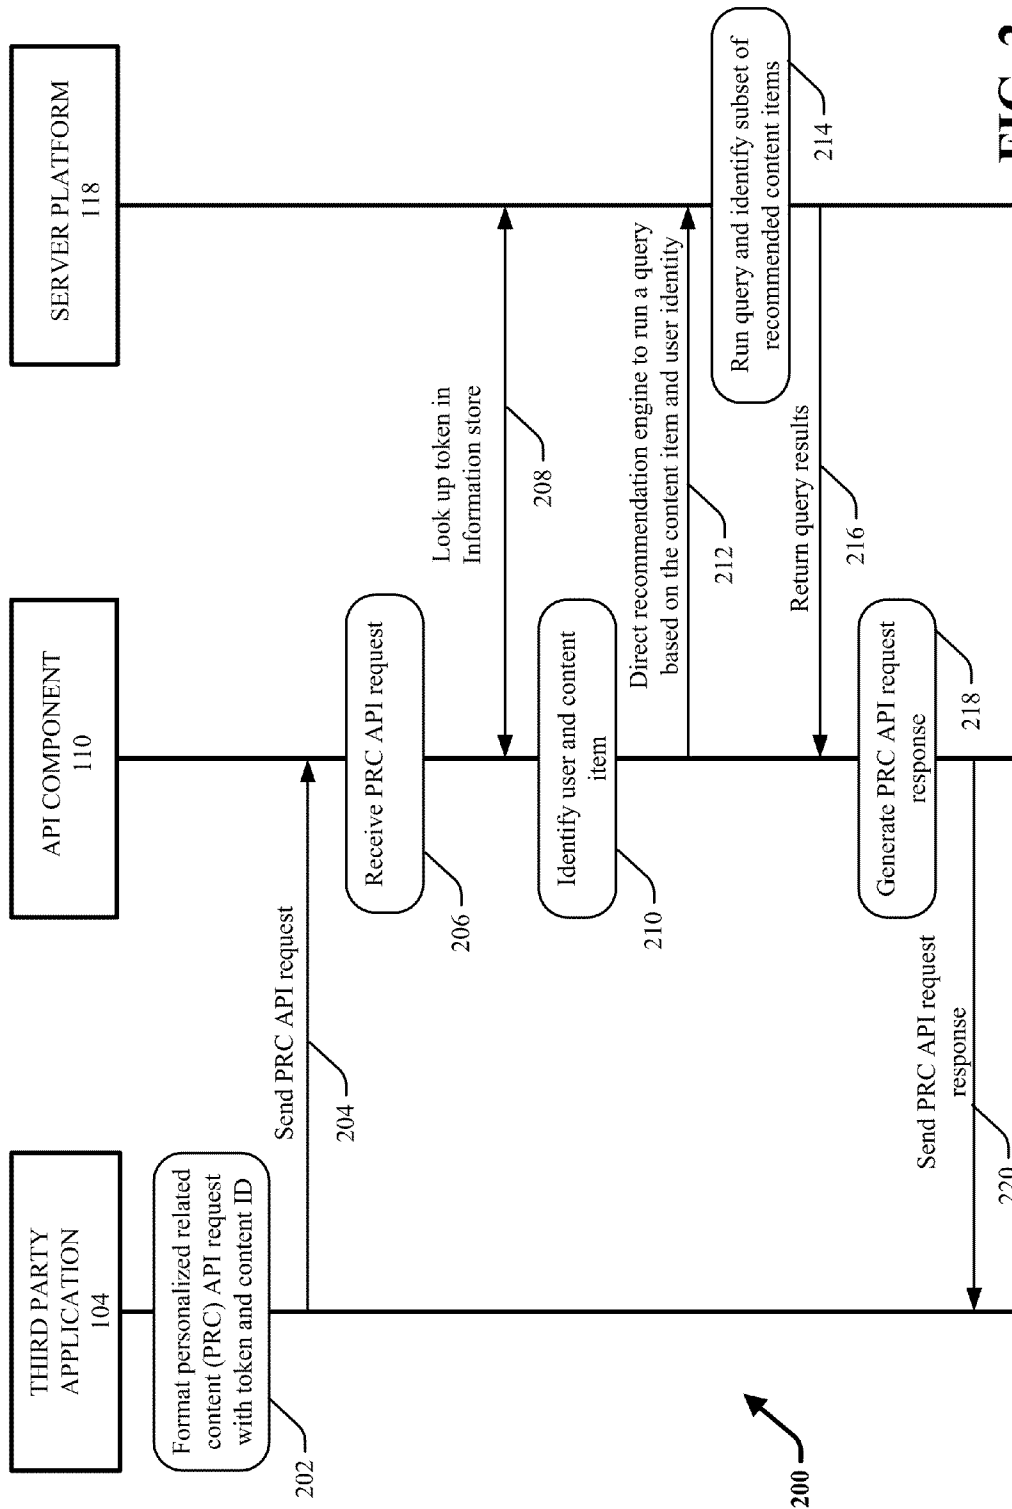 THIRD PARTY
APPLICATION
104
API COMPONENT
110
SERVER PLATFORM
118
Format personalized related
content (PRC) API request
with token and content ID
202
Send PRC API request
204
Receive PRC API request
206
Look up token in
Information store
208
Identify user and content
item
210
Direct recommendation engine to run a query
based on the content item and user identity
212
Run query and identify subset of
recommended content items
214
Return query results
216
Generate PRC API request
response
218
Send PRC API request
response
220
200
FIG.